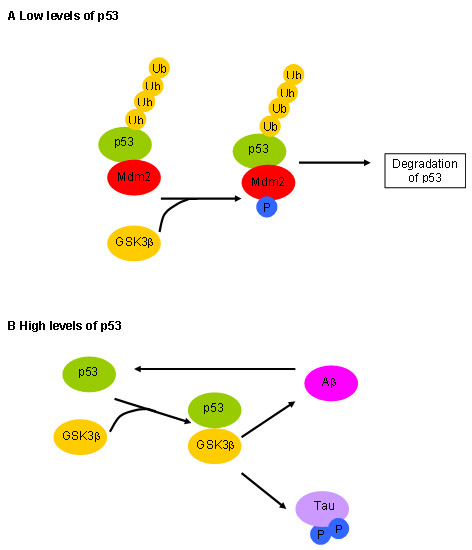 A Low levels of p53
Ub
Ub
Ub
Ub
p53
Mdm2
GSK3β
Ub
Ub
Ub
Ub
p53
Mdm2
P
Degradation
of p53
B High levels of p53
p53
GSK3β
p53
GSK3β
Aβ
Tau
P
P